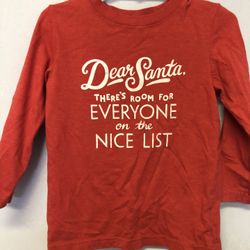 Dear Santa,
THERE'S ROOM FOR
EVERYONE
on the
NICE LIST